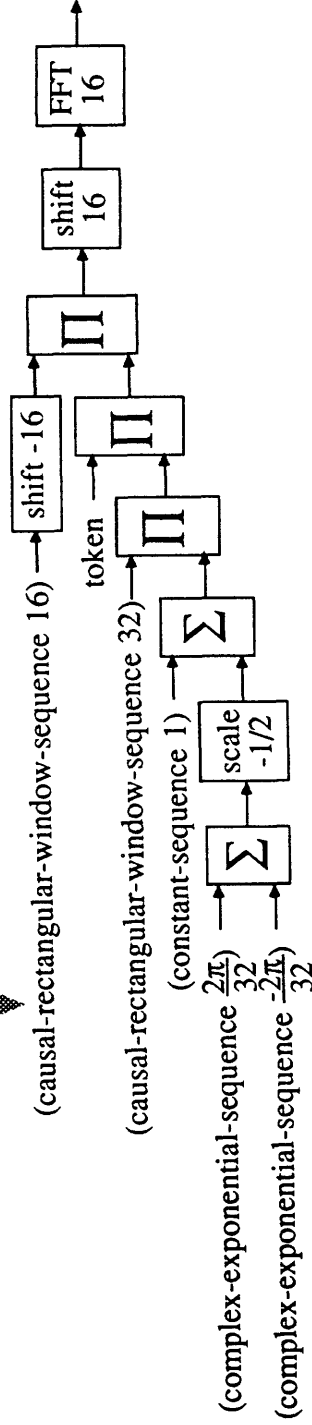 (causal-rectangular-window-sequence 16)
shift -16
∏
shift
16
FFT
16
token
∏
(causal-rectangular-window-sequence 32)
∏
(constant-sequence 1)
Σ
scale
-1/2
Σ
(complex-exponential-sequence 2π/32)
(complex-exponential-sequence -2π/32)